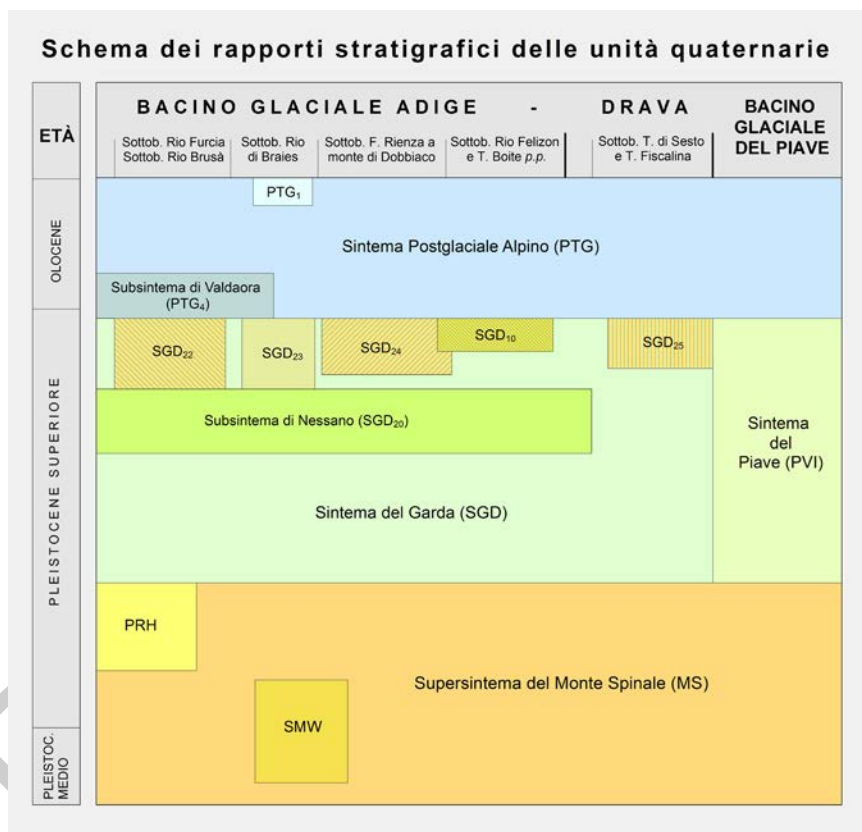 Schema dei rapporti stratigrafici delle unità quaternarie
ETÀ
BACINO GLACIALE ADIGE - DRAVA
BACINO
GLACIALE
DEL PIAVE
Sottob. Rio Furcia
Sottob. Rio Brusà
Sottob. Rio
di Braies
Sottob. F. Rienza a
monte di Dobbiaco
Sottob. Rio Felizon
e T. Boite p.p.
Sottob. T. di Sesto
e T. Fiscalina
OLOCENE
PTG₁
Sintema Postglaciale Alpino (PTG)
Subsintema di Valdaora
(PTG₄)
PLEISTOCENE SUPERIORE
SGD₂₂
SGD₂₃
SGD₂₄
SGD₁₀
SGD₂₅
Subsintema di Nessano (SGD₂₀)
Sintema
del
Piave (PVI)
Sintema del Garda (SGD)
PRH
Supersintema del Monte Spinale (MS)
SMW
PLEISTOC.
MEDIO